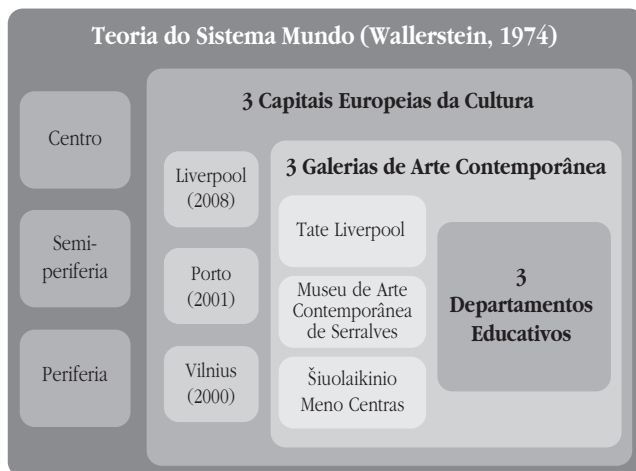 Teoria do Sistema Mundo (Wallerstein, 1974)
3 Capitais Europeias da Cultura
3 Galerias de Arte Contemporânea
Centro
Semi-
periferia
Periferia
Liverpool
(2008)
Porto
(2001)
Vilnius
(2000)
Tate Liverpool
Museu de Arte
Contemporânea
de Serralves
Šiuolaikinio
Meno Centras
3
Departamentos
Educativos